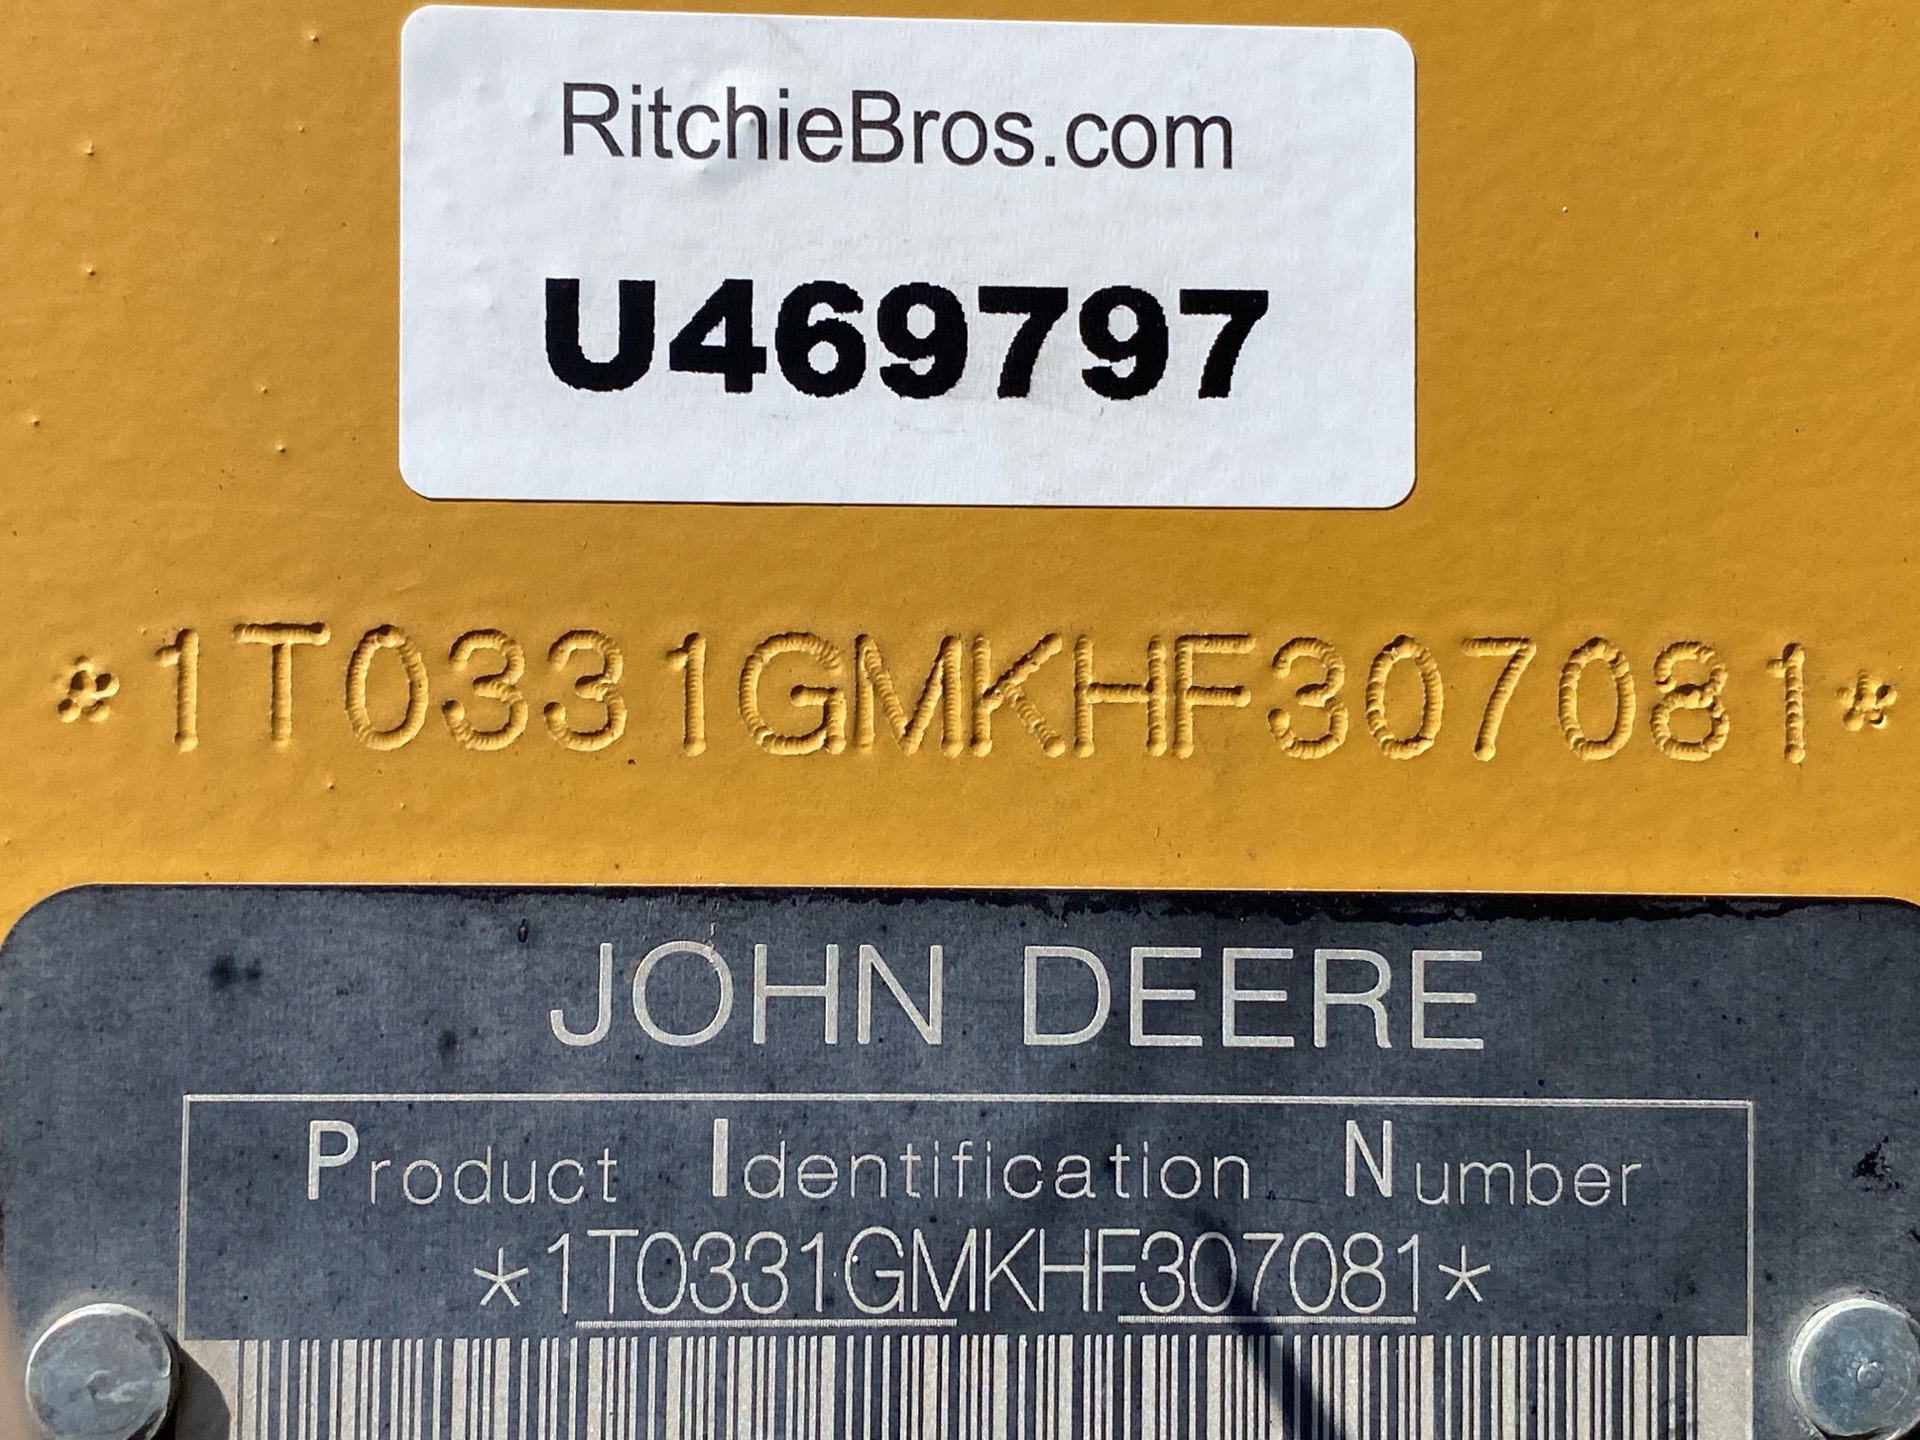 RitchieBros.com
U469797
*1T0331GMKHF307081*
JOHN DEERE
Product Identification Number
*1T0331GMKHF307081*